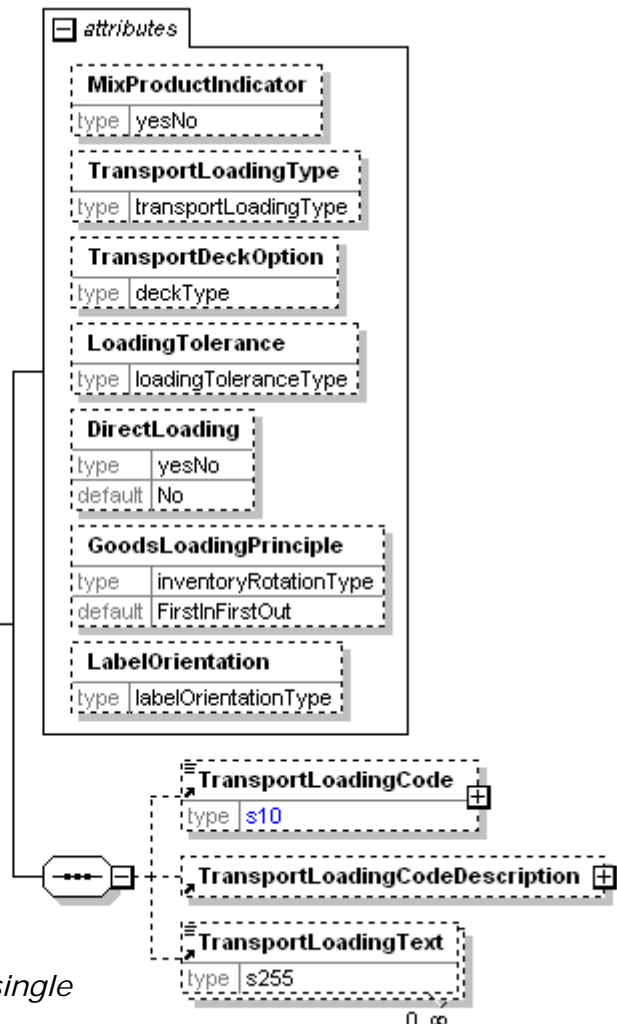 attributes
MixProductIndicator
type yesNo
TransportLoadingType
type transportLoadingType
TransportDeckOption
type deckType
LoadingTolerance
type loadingToleranceType
DirectLoading
type yesNo
default No
GoodsLoadingPrinciple
type inventoryRotationType
default FirstInFirstOut
LabelOrientation
type labelOrientationType
TransportLoadingCode
type s10
TransportLoadingCodeDescription
TransportLoadingText
type s255
single
0..∞